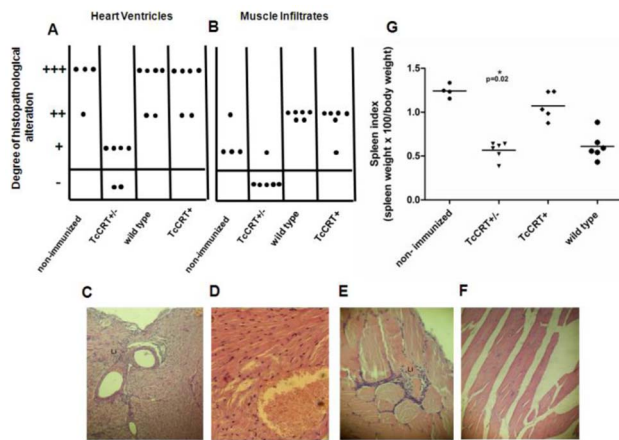 A
Heart Ventricles
B
Muscle Infiltrates
Degree of histopathological
alteration
+++
++
+
-
non-immunized
TcCRT+/-
wild type
TcCRT+
non-immunized
TcCRT+/-
wild type
TcCRT+
G
Spleen index
(spleen weight x 100/body weight)
1.5
1.0
0.5
0.0
*
p=0.02
non- immunized
TcCRT+/-
TcCRT+
wild type
C
LI
D
E
LI
F